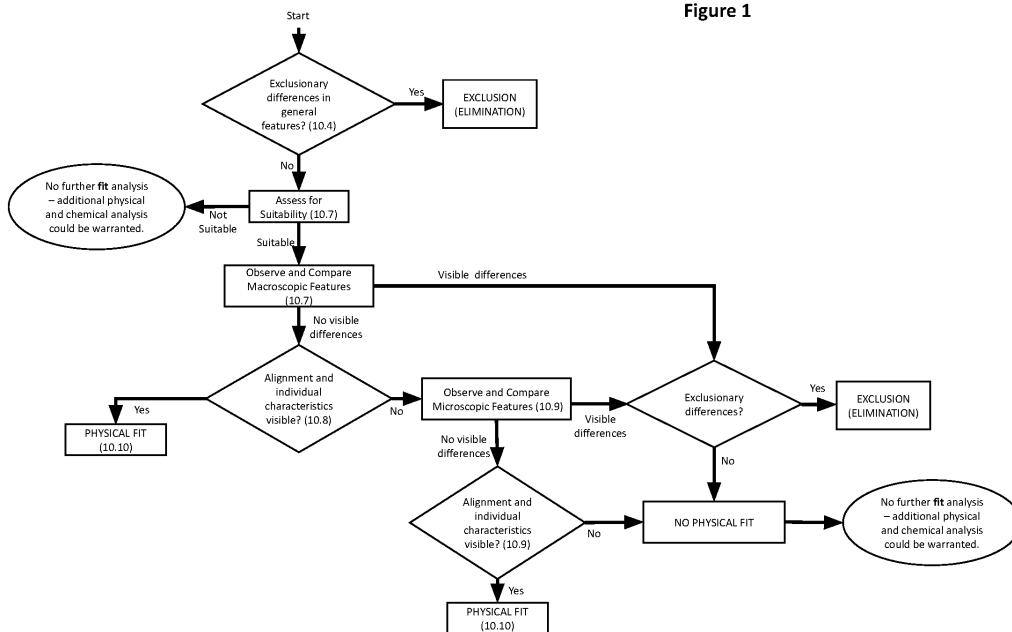 Figure 1
Start
Exclusionary
differences in
general
features? (10.4)
Yes
EXCLUSION
(ELIMINATION)
No
No further fit analysis
– additional physical
and chemical analysis
could be warranted.
Not
Suitable
Assess for
Suitability (10.7)
Suitable
Observe and Compare
Macroscopic Features
(10.7)
Visible differences
No visible
differences
Alignment and
individual
characteristics
visible? (10.8)
Yes
PHYSICAL FIT
(10.10)
No
Observe and Compare
Microscopic Features (10.9)
Visible
differences
Exclusionary
differences?
Yes
EXCLUSION
(ELIMINATION)
No visible
differences
No
Alignment and
individual
characteristics
visible? (10.9)
No
NO PHYSICAL FIT
No further fit analysis
– additional physical
and chemical analysis
could be warranted.
Yes
PHYSICAL FIT
(10.10)